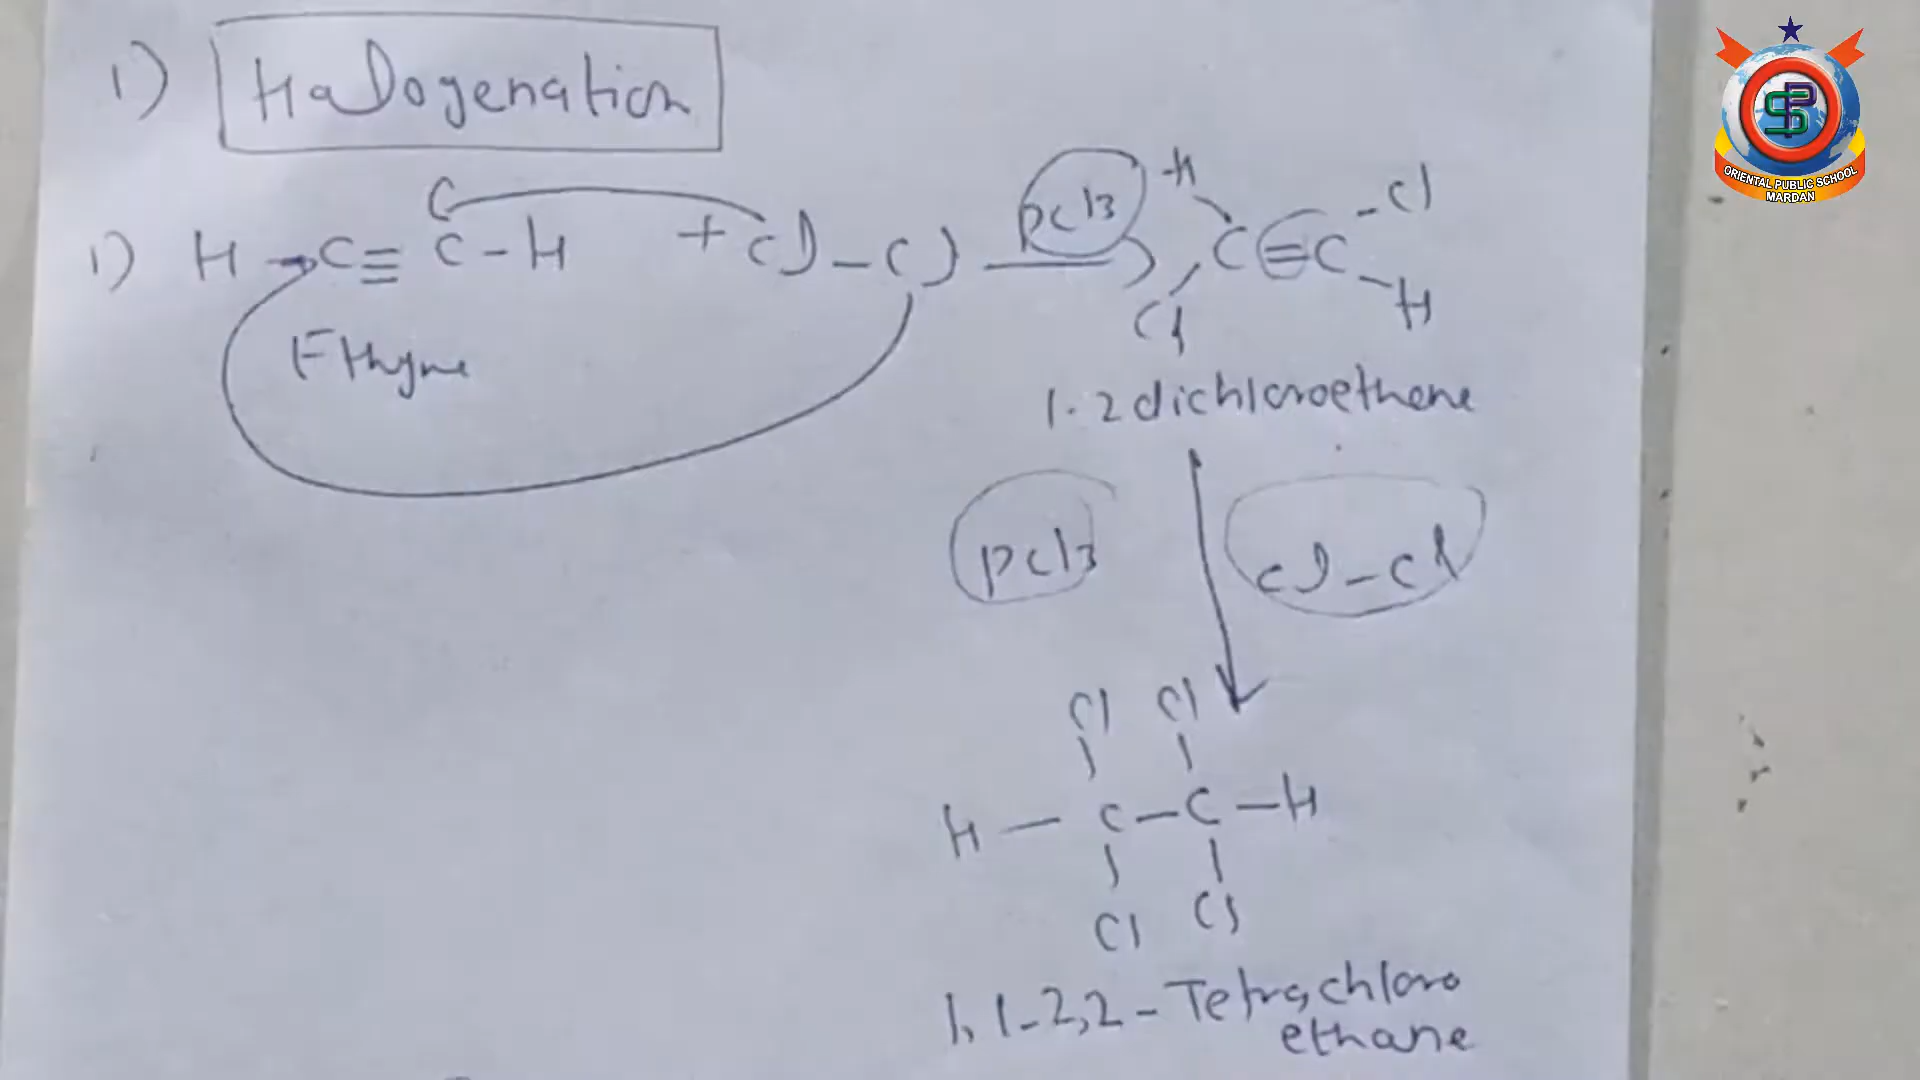 1) Halogenation
1) H-C≡C-H + Cl-Cl
PCl3
H
Cl
C≡C
Cl
H
Ethyne
1.2 dichloroethene
PCl3
Cl-Cl
Cl Cl
H-C-C-H
Cl Cl
1,1-2,2-Tetrachloro
ethane
ORIENTAL PUBLIC SCHOOL
MARDAN
SP